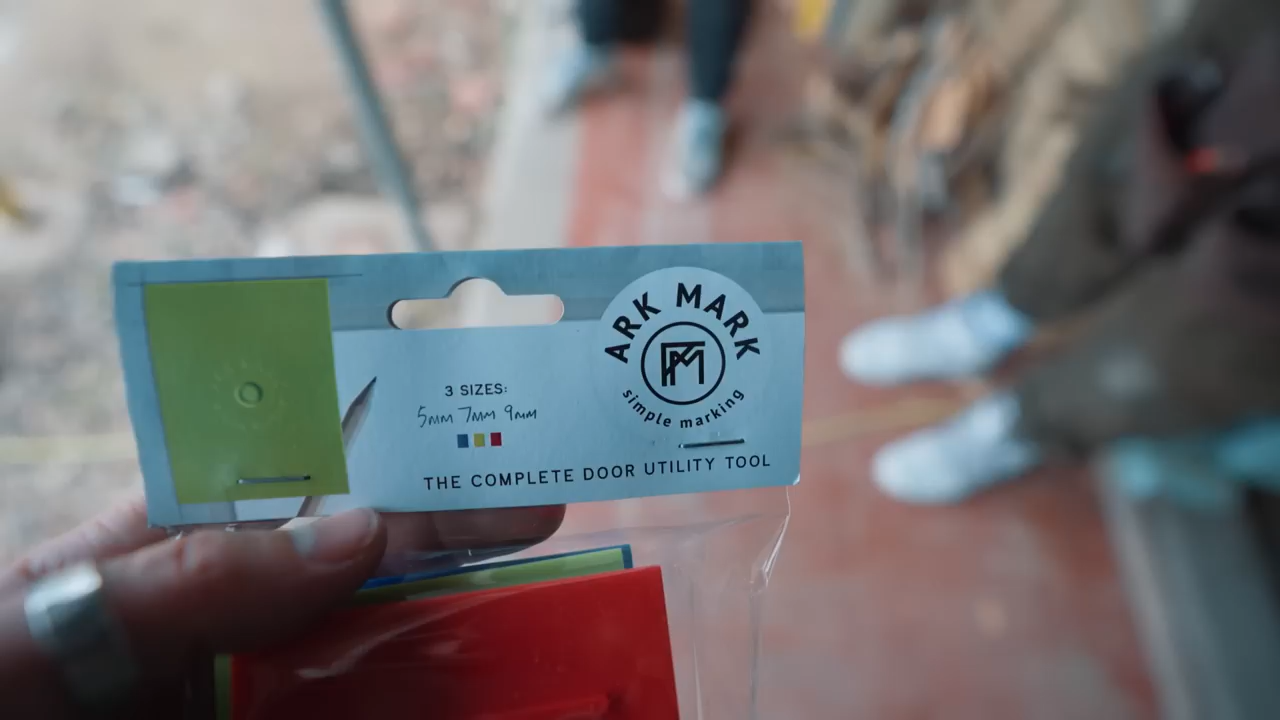 ARK MARK
simple marking
3 SIZES:
5mm 7mm 9mm
THE COMPLETE DOOR UTILITY TOOL